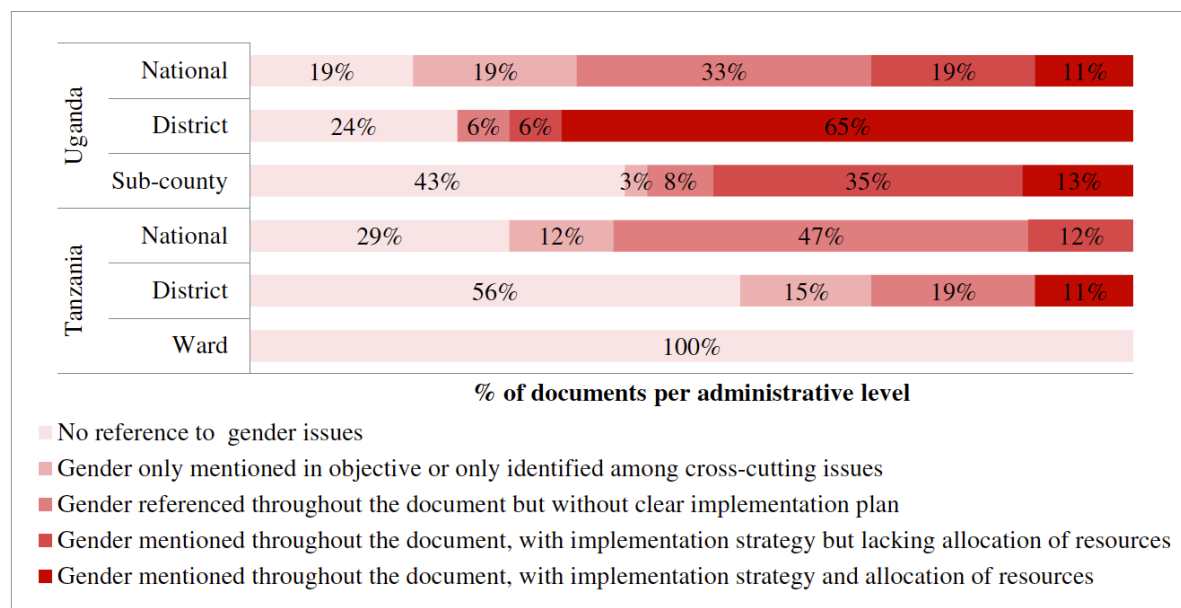 Uganda
National 19% 19% 33% 19% 11%
District 24% 6% 6% 65%
Sub-county 43% 3% 8% 35% 13%
Tanzania
National 29% 12% 47% 12%
District 56% 15% 19% 11%
Ward 100%
% of documents per administrative level
No reference to gender issues
Gender only mentioned in objective or only identified among cross-cutting issues
Gender referenced throughout the document but without clear implementation plan
Gender mentioned throughout the document, with implementation strategy but lacking allocation of resources
Gender mentioned throughout the document, with implementation strategy and allocation of resources